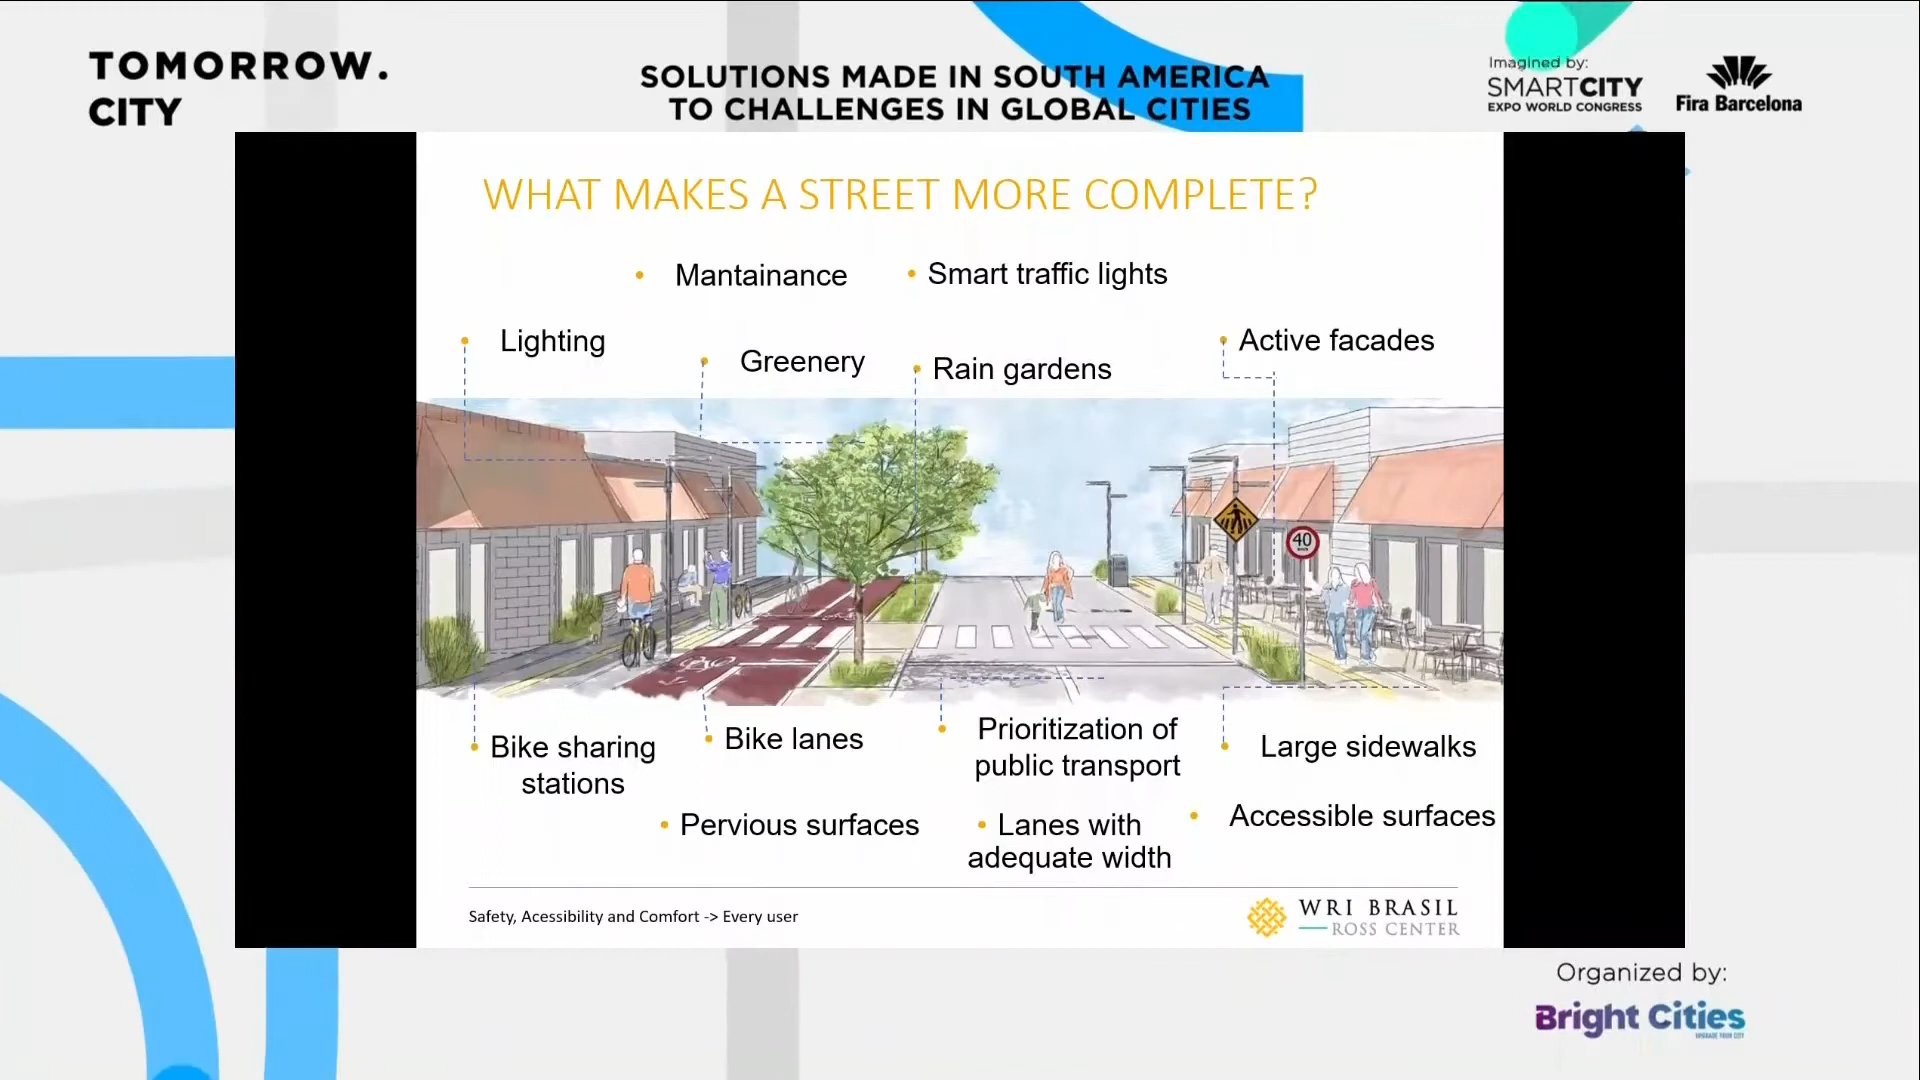 TOMORROW.
CITY
SOLUTIONS MADE IN SOUTH AMERICA
TO CHALLENGES IN GLOBAL CITIES
Imagined by:
SMARTCITY
EXPO WORLD CONGRESS
Fira Barcelona
WHAT MAKES A STREET MORE COMPLETE?
• Mantainance
• Smart traffic lights
• Lighting
• Greenery
• Rain gardens
• Active facades
40
• Bike sharing
stations
• Bike lanes
• Prioritization of
public transport
• Large sidewalks
• Pervious surfaces
• Lanes with
adequate width
• Accessible surfaces
Safety, Acessibility and Comfort -> Every user
WRI BRASIL
ROSS CENTER
Organized by:
Bright Cities
UPGRADE YOUR CITY